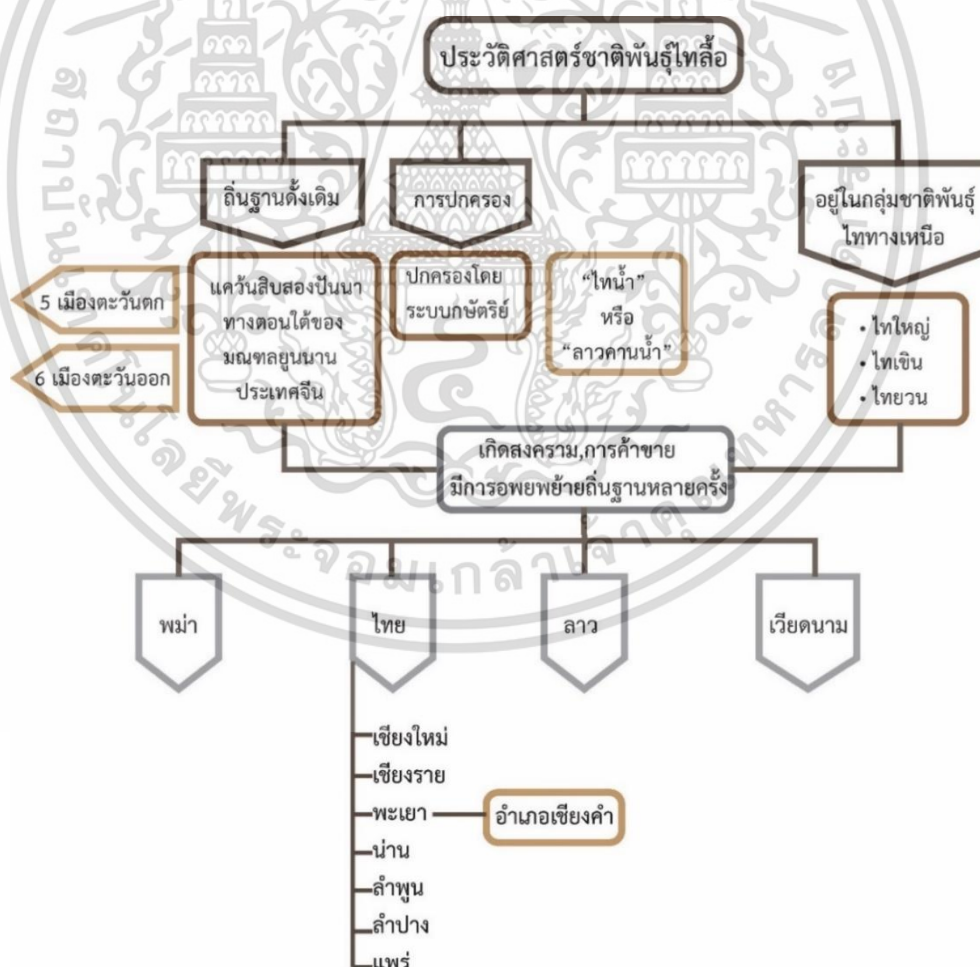 ประวัติศาสตร์ชาติพันธุ์ไทลื้อ
ถิ่นฐานดั้งเดิม
การปกครอง
อยู่ในกลุ่มชาติพันธุ์
ไททางเหนือ
5 เมืองตะวันตก
6 เมืองตะวันออก
แคว้นสิบสองปันนา
ทางตอนใต้ของ
มณฑลยูนนาน
ประเทศจีน
ปกครองโดย
ระบบกษัตริย์
“ไทน้ำ”
หรือ
“ลาวคานน้ำ”
• ไทใหญ่
• ไทเขิน
• ไทยวน
เกิดสงคราม,การค้าขาย
มีการอพยพย้ายถิ่นฐานหลายครั้ง
พม่า
ไทย
ลาว
เวียดนาม
เชียงใหม่
เชียงราย
พะเยา
อำเภอเชียงคำ
น่าน
ลำพูน
ลำปาง
แพร่